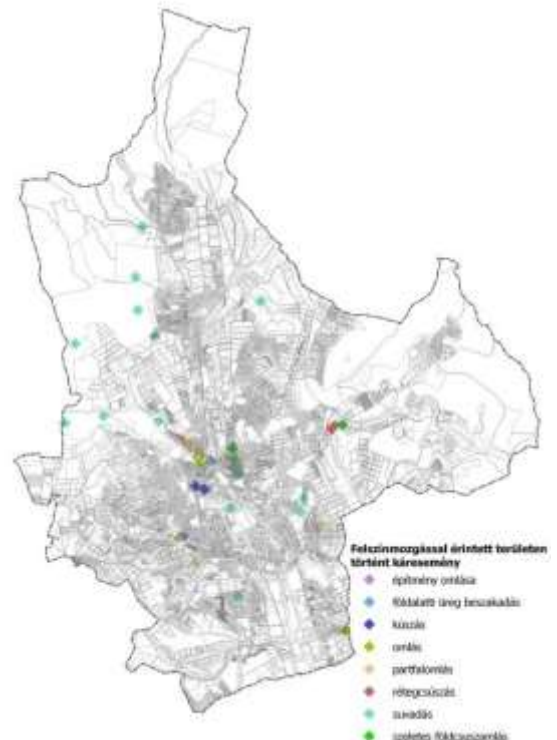 Felszínmozgással érintett területen
történt káresemény
építmény omlása
földalatti üreg beszakadás
kúszás
omlás
partfalomlás
rétegcsúszás
suvadás
szeletes földcsuszamlás